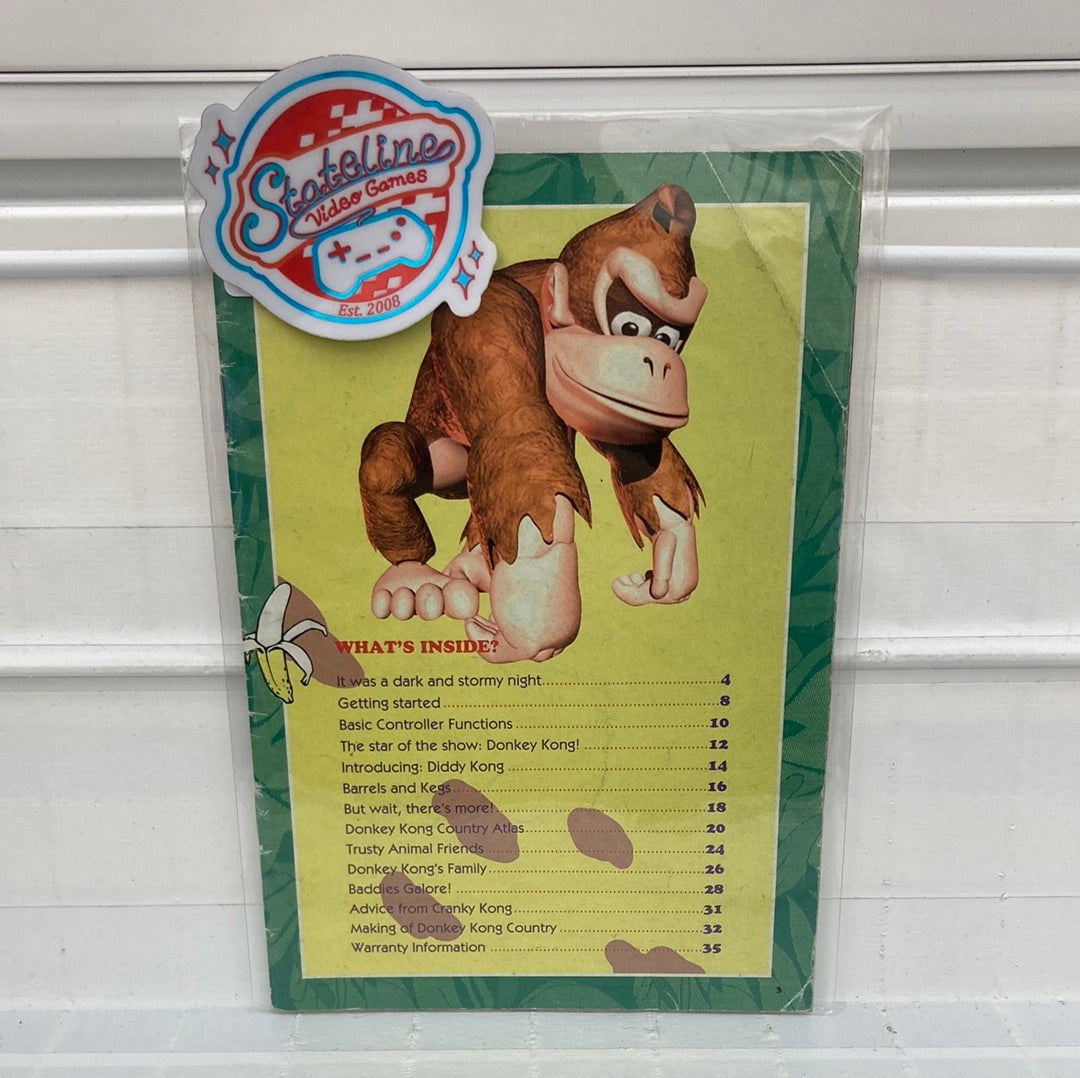 Stateline
Video Games
Est. 2008
WHAT'S INSIDE?
It was a dark and stormy night 4
Getting started 8
Basic Controller Functions 10
The star of the show: Donkey Kong! 12
Introducing: Diddy Kong 14
Barrels and Kegs 16
But wait, there's more! 18
Donkey Kong Country Atlas 20
Trusty Animal Friends 24
Donkey Kong's Family 26
Baddies Galore! 28
Advice from Cranky Kong 31
Making of Donkey Kong Country 32
Warranty Information 35
3